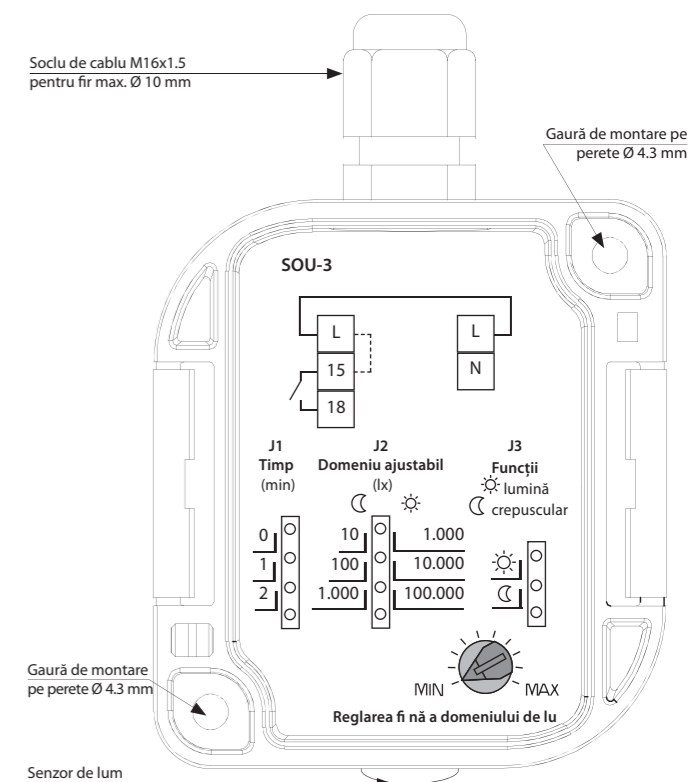 Soclu de cablu M16x1.5
pentru fir max. Ø 10 mm
Gaură de montare pe
perete Ø 4.3 mm
SOU-3
L
L
15
N
18
J1
Timp
(min)
J2
Domeniu ajustabil
(lx)
J3
Funcții
lumină
crepuscular
0
10
1.000
1
100
10.000
2
1.000
100.000
MIN
MAX
Reglarea fi nă a domeniului de lu
Gaură de montare
pe perete Ø 4.3 mm
Senzor de lum